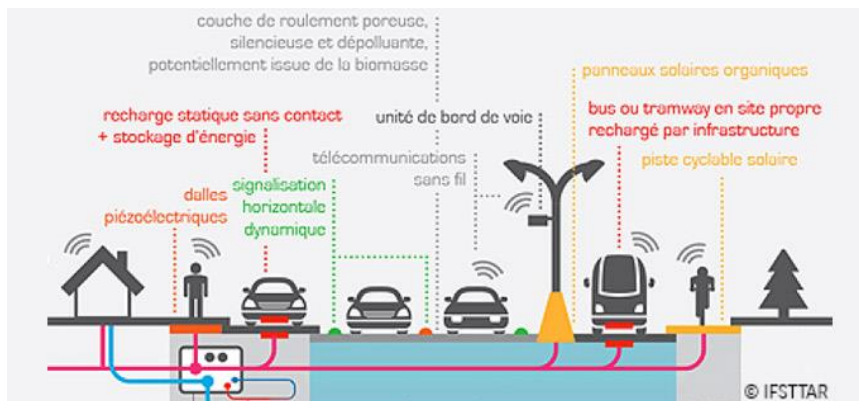 couche de roulement poreuse,
silencieuse et dépolluante,
potentiellement issue de la biomasse
panneaux solaires organiques
recharge statique sans contact
+ stockage d'énergie
unité de bord de voie
bus ou tramway en site propre
rechargé par infrastructure
télécommunications
sans fil
piste cyclable solaire
dalles
piézoélectriques
signalisation
horizontale
dynamique
© IFSTTAR